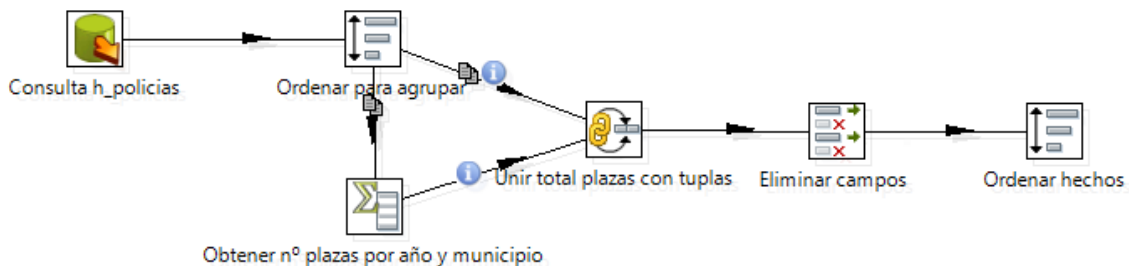 Consulta h_policias
Ordenar para agrupar
Unir total plazas con tuplas
Eliminar campos
Ordenar hechos
Obtener nº plazas por año y municipio